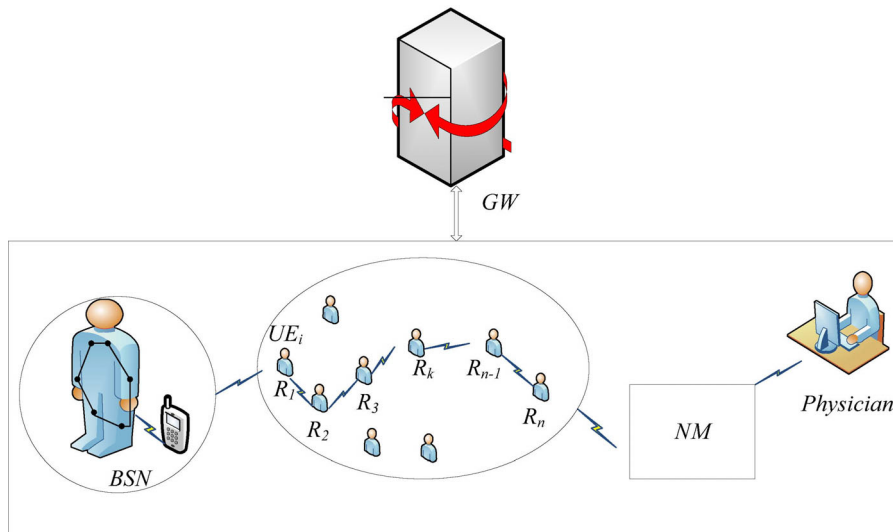 GW
UEi
R1
R2
R3
Rk
Rn-1
Rn
BSN
NM
Physician